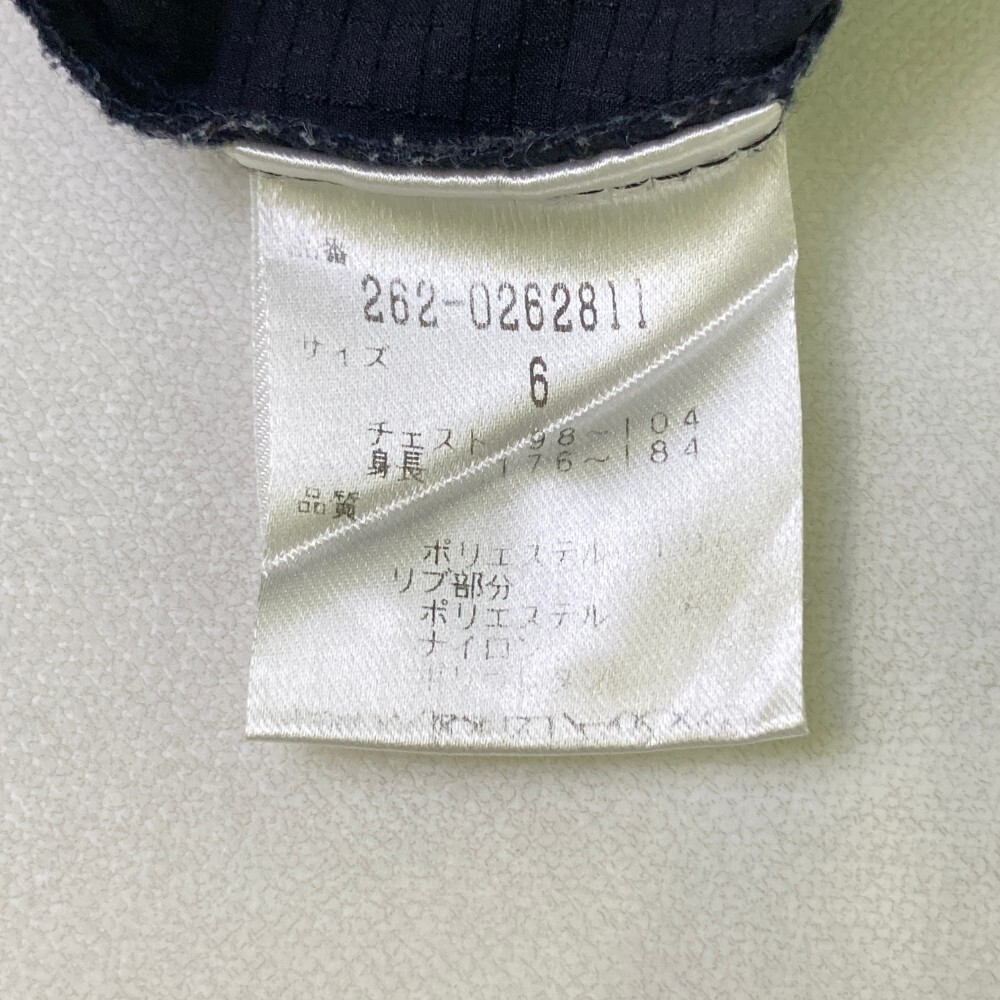 品番
262-0262811
サイズ
6
チェスト 98~104
身長 176~184
品質
ポリエステル
リブ部分
ポリエステル
ナイロン